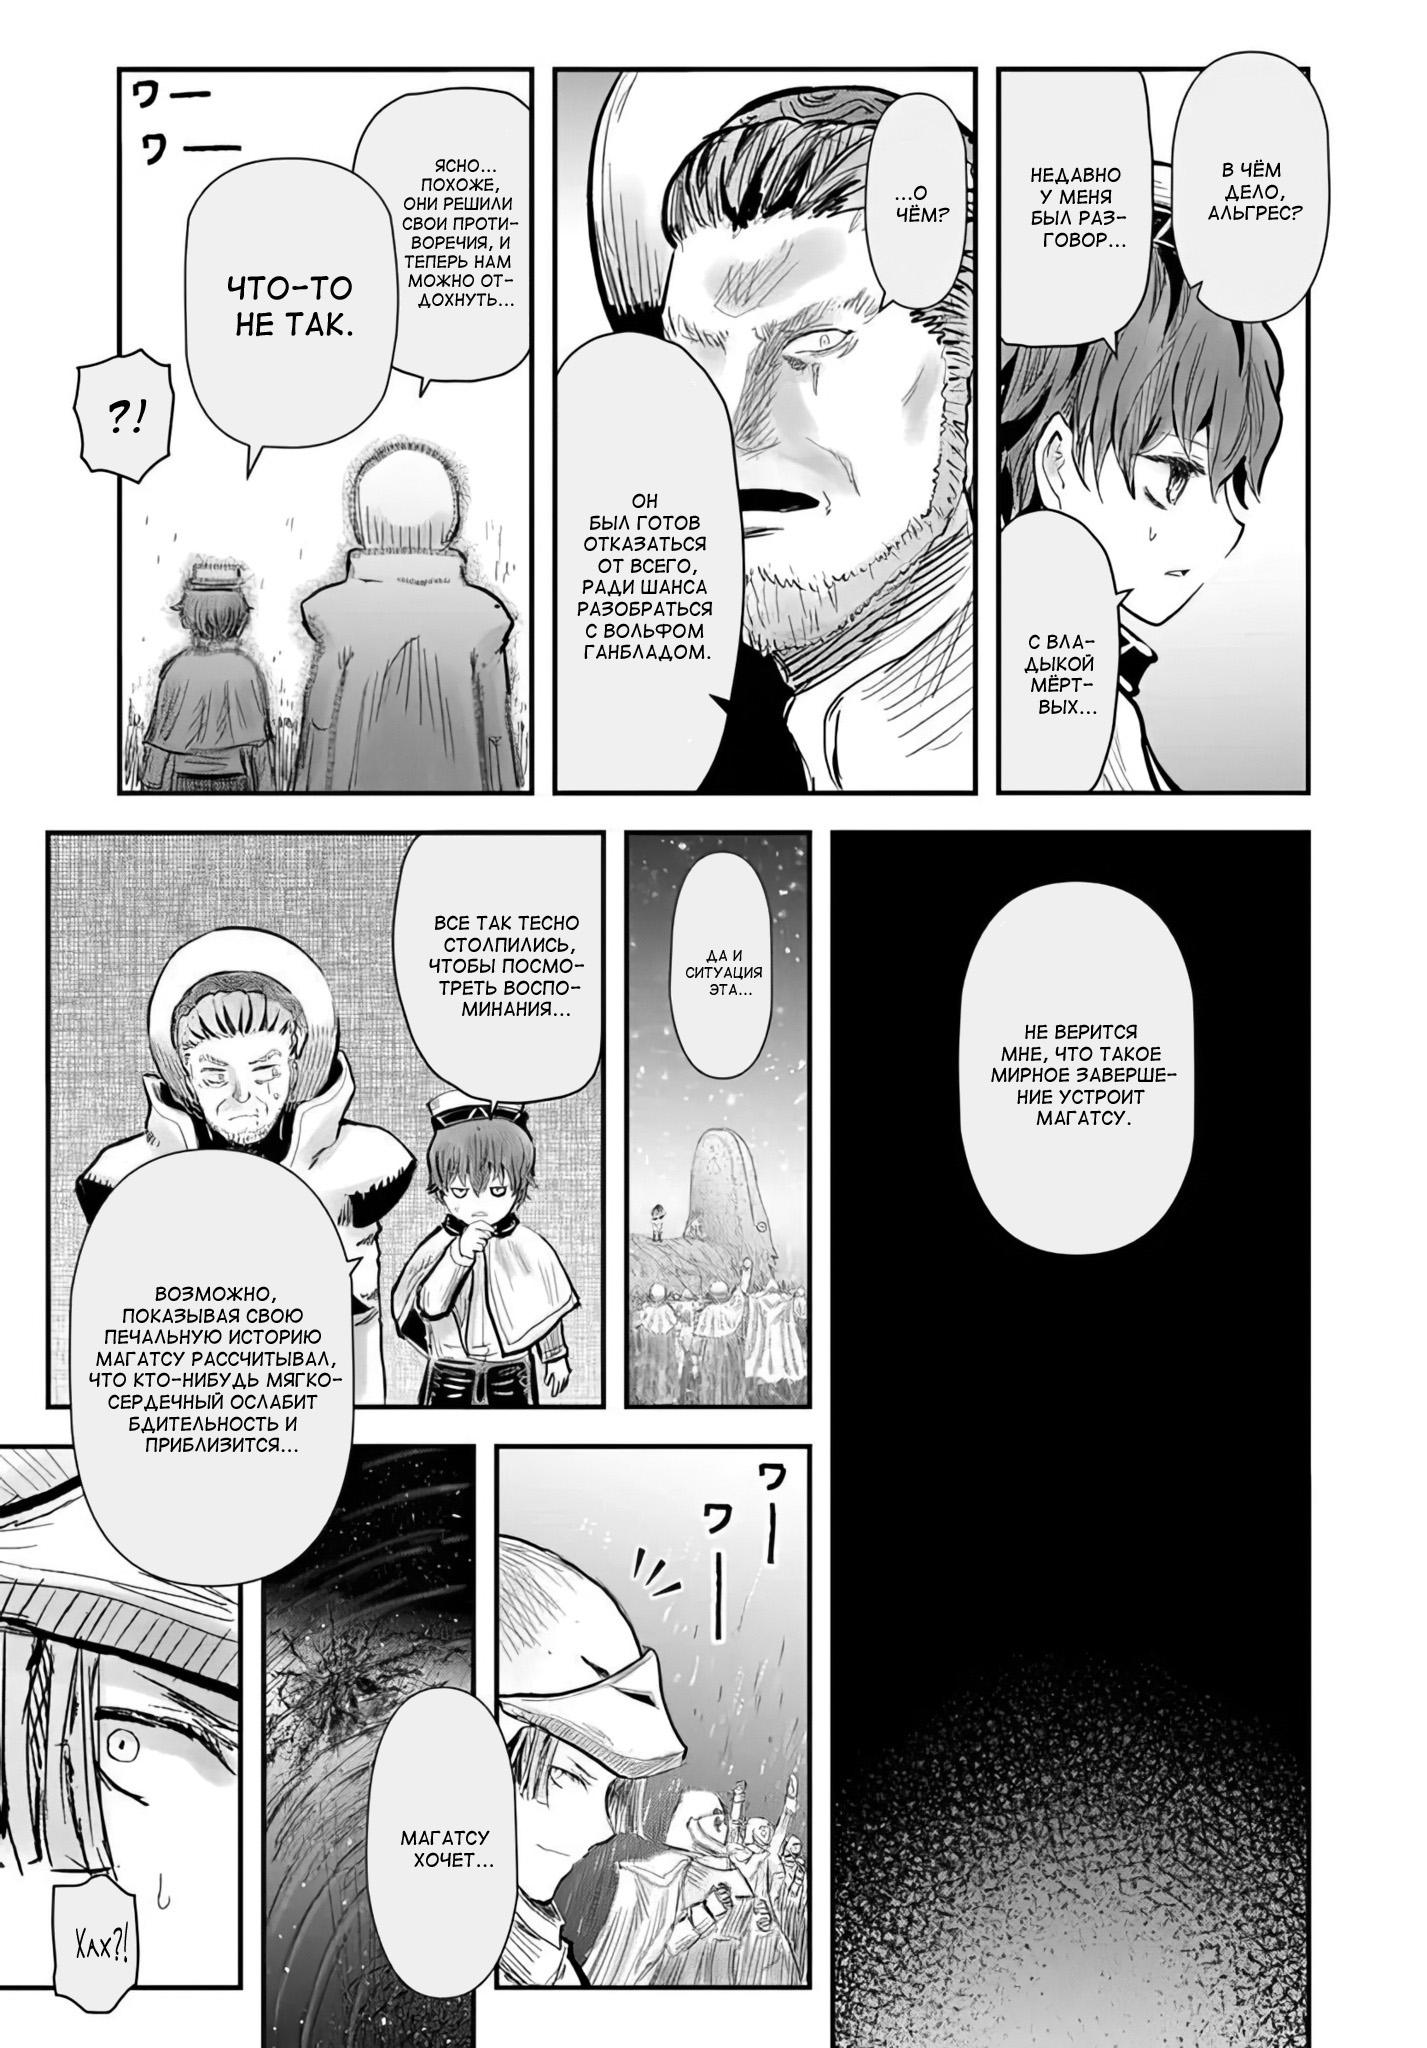 В ЧЁМ
ДЕЛО,
АЛЬГРЕС?
НЕДАВНО
У МЕНЯ
БЫЛ РАЗ-
ГОВОР...
С ВЛА-
ДЫКОЙ
МЁРТ-
ВЫХ...
...О
ЧЁМ?
ОН
БЫЛ ГОТОВ
ОТКАЗАТЬСЯ
ОТ ВСЕГО,
РАДИ ШАНСА
РАЗОБРАТЬСЯ
С ВОЛЬФОМ
ГАНБЛАДОМ.
ЯСНО...
ПОХОЖЕ,
ОНИ РЕШИЛИ
СВОИ ПРОТИ-
ВОРЕЧИЯ, И
ТЕПЕРЬ НАМ
МОЖНО ОТ-
ДОХНУТЬ...
ワー
ワー
ЧТО-ТО
НЕ ТАК.
?!
НЕ ВЕРИТСЯ
МНЕ, ЧТО ТАКОЕ
МИРНОЕ ЗАВЕРШЕ-
НИЕ УСТРОИТ
МАГАТСУ.
ДА И
СИТУАЦИЯ
ЭТА...
ВСЕ ТАК ТЕСНО
СТОЛПИЛИСЬ,
ЧТОБЫ ПОСМО-
ТРЕТЬ ВОСПО-
МИНАНИЯ...
ВОЗМОЖНО,
ПОКАЗЫВАЯ СВОЮ
ПЕЧАЛЬНУЮ ИСТОРИЮ
МАГАТСУ РАССЧИТЫВАЛ,
ЧТО КТО-НИБУДЬ МЯГКО-
СЕРДЕЧНЫЙ ОСЛАБИТ
БДИТЕЛЬНОСТЬ И
ПРИБЛИЗИТСЯ...
ワー
ワー
МАГАТСУ
ХОЧЕТ...
ХАХ?!